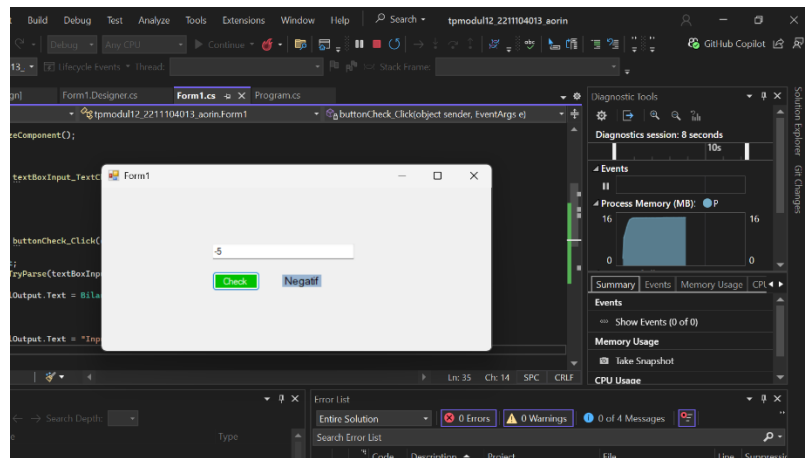 Build Debug Test Analyze Tools Extensions Window Help Search tpmodul12_2211104013_aorin
Debug Any CPU Continue GitHub Copilot
13_ Lifecycle Events Thread: Stack Frame:
gn] Form1.Designer.cs Form1.cs Program.cs
tpmodul12_2211104013_aorin.Form1 buttonCheck_Click(object sender, EventArgs e)
zeComponent();
textBoxInput_TextC
buttonCheck_Click(
;
TryParse(textBoxInp
lOutput.Text = Bila
lOutput.Text = "Inp
Form1
-5
Check Negatif
Ln: 35 Ch: 14 SPC CRLF
Diagnostic Tools
Diagnostics session: 8 seconds
10s
Events
Process Memory (MB): P
16 16
0 0
Summary Events Memory Usage CPU
Events
Show Events (0 of 0)
Memory Usage
Take Snapshot
CPU Usage
Solution Explorer
Git Changes
Search Depth:
Type
Error List
Entire Solution 0 Errors 0 Warnings 0 of 4 Messages
Search Error List
Code Description Project File Line Suppressi